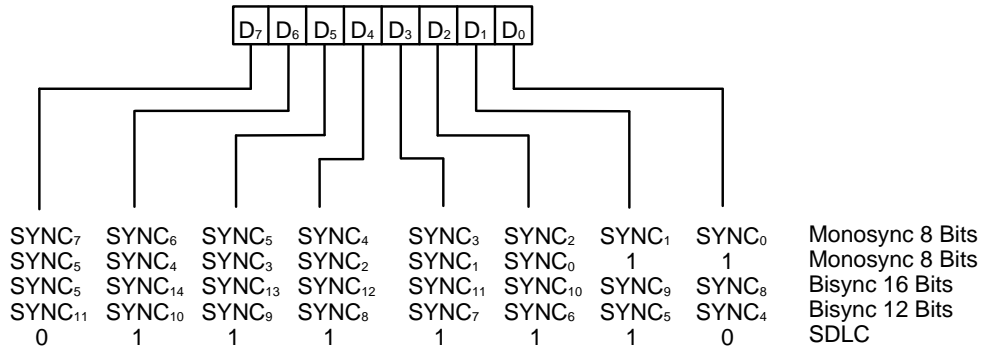 D₇ D₆ D₅ D₄ D₃ D₂ D₁ D₀
SYNC₇ SYNC₆ SYNC₅ SYNC₄ SYNC₃ SYNC₂ SYNC₁ SYNC₀ Monosync 8 Bits
SYNC₅ SYNC₄ SYNC₃ SYNC₂ SYNC₁ SYNC₀ 1 1 Monosync 8 Bits
SYNC₅ SYNC₁₄ SYNC₁₃ SYNC₁₂ SYNC₁₁ SYNC₁₀ SYNC₉ SYNC₈ Bisync 16 Bits
SYNC₁₁ SYNC₁₀ SYNC₉ SYNC₈ SYNC₇ SYNC₆ SYNC₅ SYNC₄ Bisync 12 Bits
0 1 1 1 1 1 1 0 SDLC